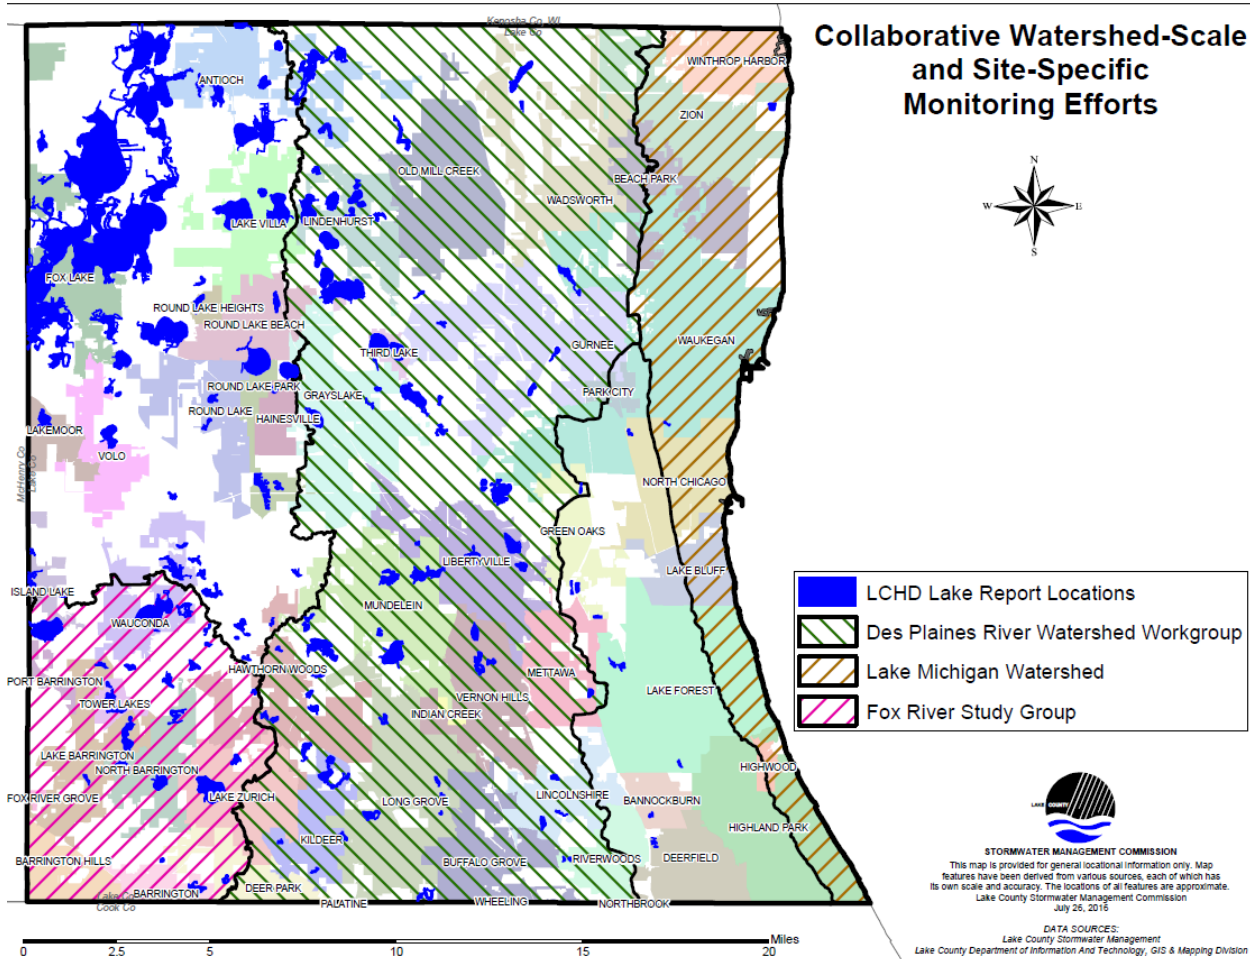 Kenosha Co, WI
Lake Co
Collaborative Watershed-Scale
and Site-Specific
Monitoring Efforts
WINTHROP HARBOR
ANTIOCH
ZION
OLD MILL CREEK
BEACH PARK
WADSWORTH
N
W
E
S
LAKE VILLA
LINDENHURST
FOX LAKE
ROUND LAKE HEIGHTS
ROUND LAKE BEACH
THIRD LAKE
GURNEE
WAUKEGAN
ROUND LAKE PARK
GRAYSLAKE
PARK CITY
ROUND LAKE
HAINESVILLE
LAKEMOOR
VOLO
McHenry Co
Lake Co
NORTH CHICAGO
GREEN OAKS
LIBERTYVILLE
LAKE BLUFF
ISLAND LAKE
MUNDELEIN
WAUCONDA
HAWTHORN WOODS
METTAWA
PORT BARRINGTON
TOWER LAKES
VERNON HILLS
LAKE FOREST
INDIAN CREEK
LAKE BARRINGTON
NORTH BARRINGTON
HIGHWOOD
FOX RIVER GROVE
LAKE ZURICH
LONG GROVE
LINCOLNSHIRE
BANNOCKBURN
HIGHLAND PARK
KILDEER
BARRINGTON HILLS
BUFFALO GROVE
RIVERWOODS
DEERFIELD
BARRINGTON
DEER PARK
Lake Co
Cook Co
PALATINE
WHEELING
NORTHBROOK
LCHD Lake Report Locations
Des Plaines River Watershed Workgroup
Lake Michigan Watershed
Fox River Study Group
LAKE COUNTY
STORMWATER MANAGEMENT COMMISSION
This map is provided for general locational information only. Map
features have been derived from various sources, each of which has
its own scale and accuracy. The locations of all features are approximate.
Lake County Stormwater Management Commission
July 26, 2016
DATA SOURCES:
Lake County Stormwater Management
Lake County Department of Information And Technology, GIS & Mapping Division
Miles
0 2.5 5 10 15 20